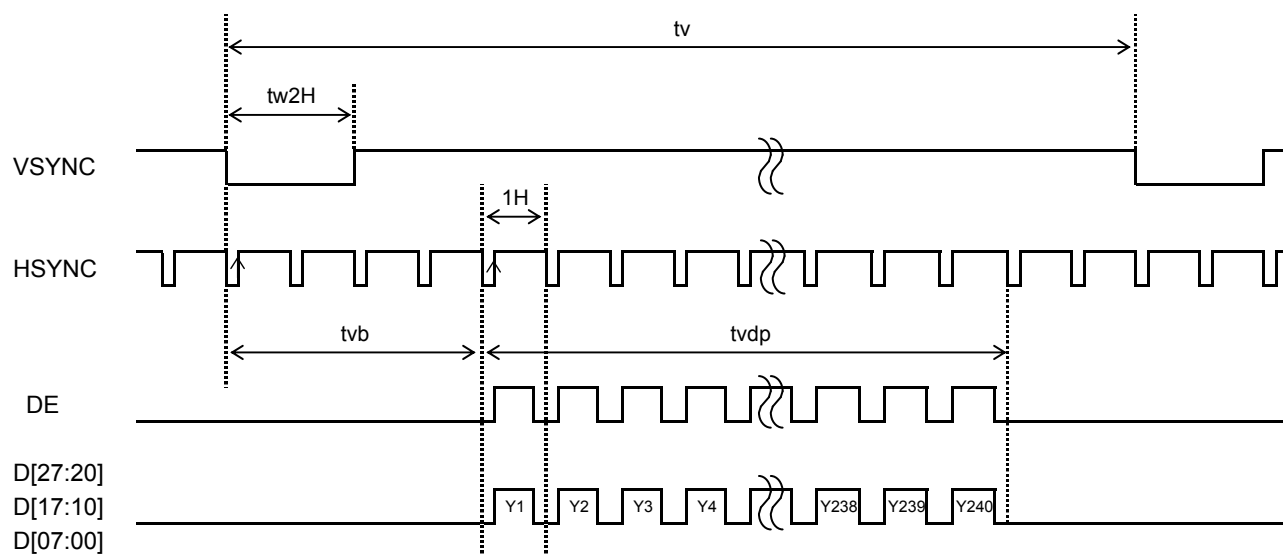 tv
tw2H
VSYNC
1H
HSYNC
tvb
tvdp
DE
D[27:20]
D[17:10]
D[07:00]
Y1 Y2 Y3 Y4 Y238 Y239 Y240